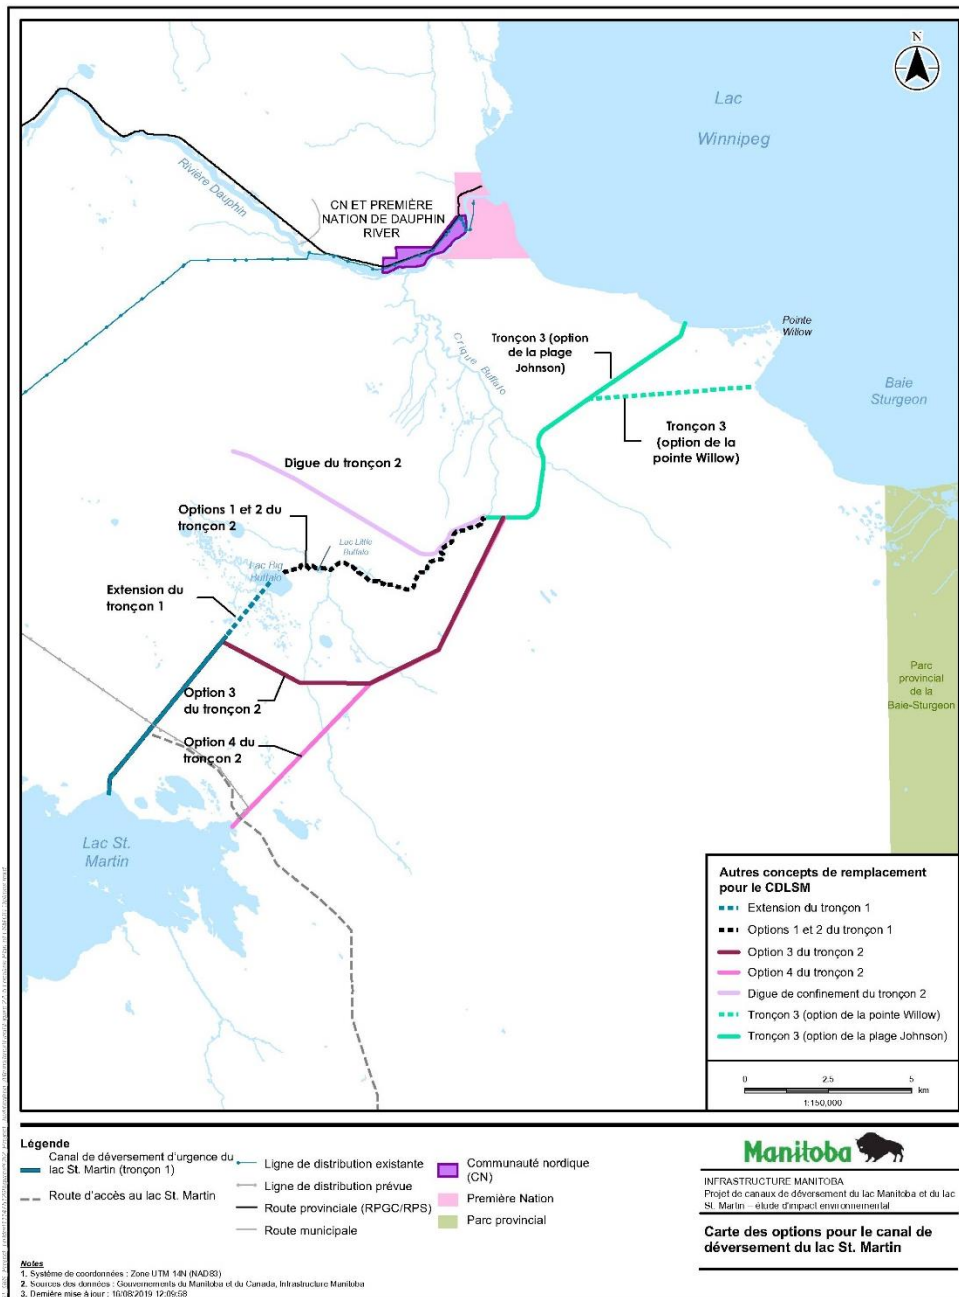 N
Lac
Winnipeg
Rivière Dauphin
CN ET PREMIÈRE
NATION DE DAUPHIN
RIVER
Crique Buffalo
Tronçon 3 (option
de la plage
Johnson)
Pointe
Willow
Baie
Sturgeon
Tronçon 3
(option de la
pointe Willow)
Digue du tronçon 2
Options 1 et 2 du
tronçon 2
Lac Little
Buffalo
Lac Big
Buffalo
Extension du
tronçon 1
Option 3
du tronçon 2
Option 4 du
tronçon 2
Parc
provincial
de la
Baie-Sturgeon
Lac St.
Martin
Autres concepts de remplacement
pour le CDLSM
Extension du tronçon 1
Options 1 et 2 du tronçon 1
Option 3 du tronçon 2
Option 4 du tronçon 2
Digue de confinement du tronçon 2
Tronçon 3 (option de la pointe Willow)
Tronçon 3 (option de la plage Johnson)
0 2.5 5
km
1:150,000
Légende
Canal de déversement d'urgence du
lac St. Martin (tronçon 1)
Route d'accès au lac St. Martin
Ligne de distribution existante
Ligne de distribution prévue
Route provinciale (RPGC/RPS)
Route municipale
Communauté nordique
(CN)
Première Nation
Parc provincial
Manitoba
INFRASTRUCTURE MANITOBA
Projet de canaux de déversement du lac Manitoba et du lac
St. Martin – étude d'impact environnemental
Carte des options pour le canal de
déversement du lac St. Martin
Notes
1. Système de coordonnées : Zone UTM 14N (NAD83)
2. Sources des données : Gouvernements du Manitoba et du Canada, Infrastructure Manitoba
3. Dernière mise à jour : 16/08/2019 12:09:58